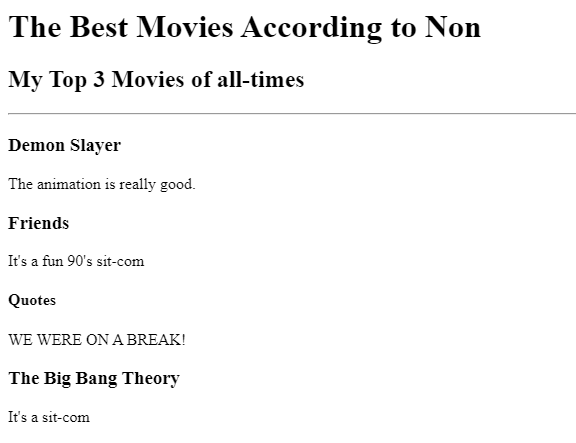 The Best Movies According to Non
My Top 3 Movies of all-times
Demon Slayer
The animation is really good.
Friends
It's a fun 90's sit-com
Quotes
WE WERE ON A BREAK!
The Big Bang Theory
It's a sit-com